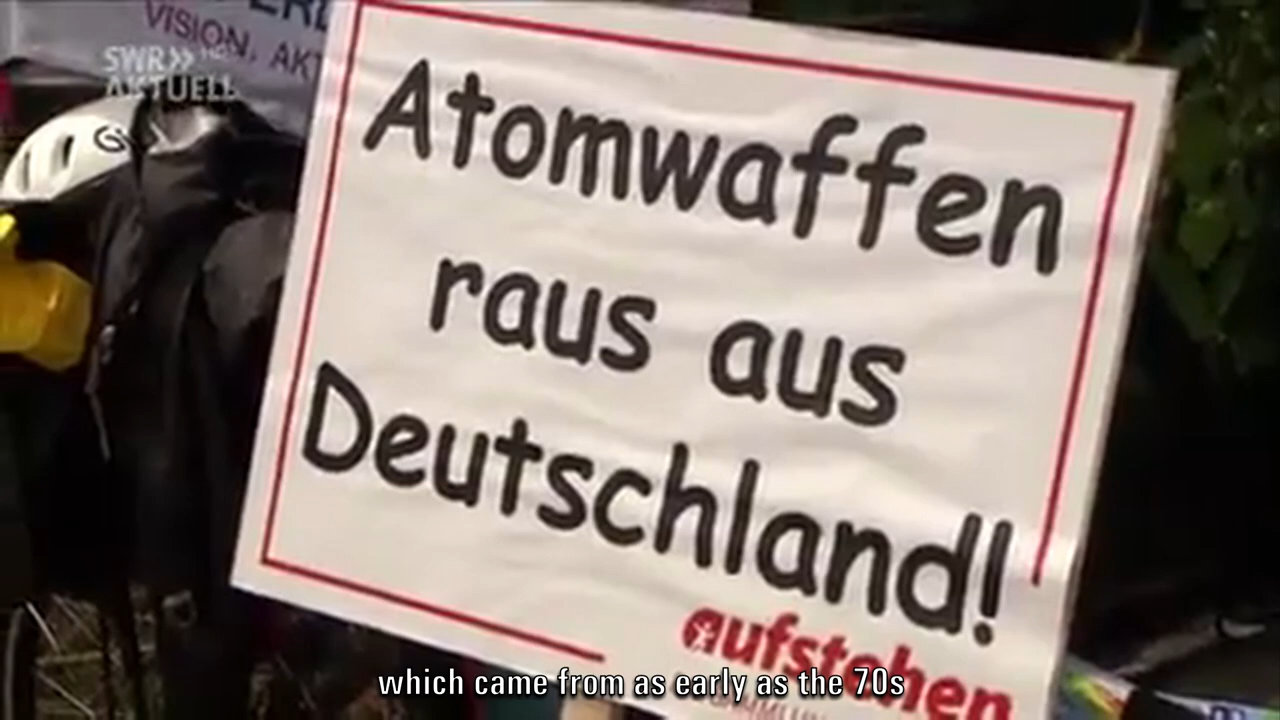 VISION, AKT
SWR»
AKTUELL
Atomwaffen
raus aus
Deutschland!
aufstehen
which came from as early as the 70s